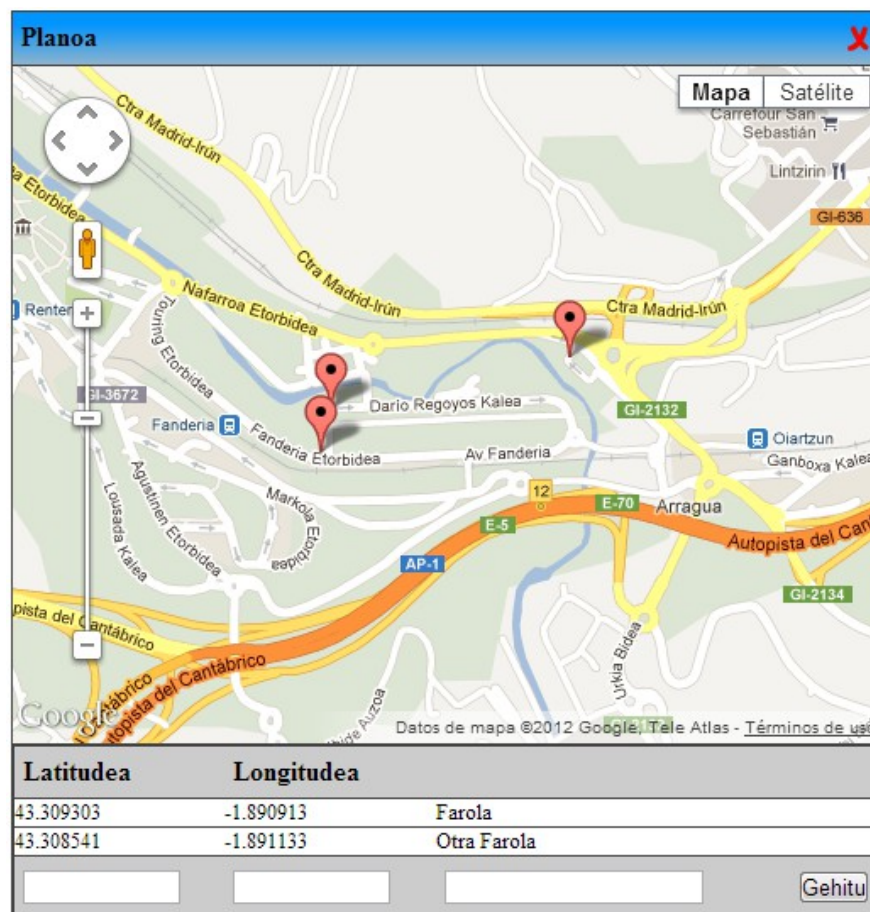 Planoa
X
Mapa
Satélite
Ctra Madrid-Irún
Carrefour San
Sebastián
Lintzirin
a Etorbidea
GI-636
Ctra Madrid-Irún
Nafarroa Etorbidea
Ctra Madrid-Irún
Touring Etorbidea
GI-3672
Dario Regoyos Kalea
GI-2132
Fanderia
Fanderia Etorbidea
Av Fanderia
Oiartzun
Ganboxa Kalea
Agustinen Etorbidea
Lousada Kalea
Markola Etorbidea
12
E-5
E-70
Arragua
AP-1
Autopista del
GI-2134
pista del Cantábrico
Autopista del Cantábrico
Urkia Bidea
Auzoa
Google
Datos de mapa ©2012 Google, Tele Atlas - Términos de
Latitudea Longitudea
43.309303 -1.890913 Farola
43.308541 -1.891133 Otra Farola
Gehitu